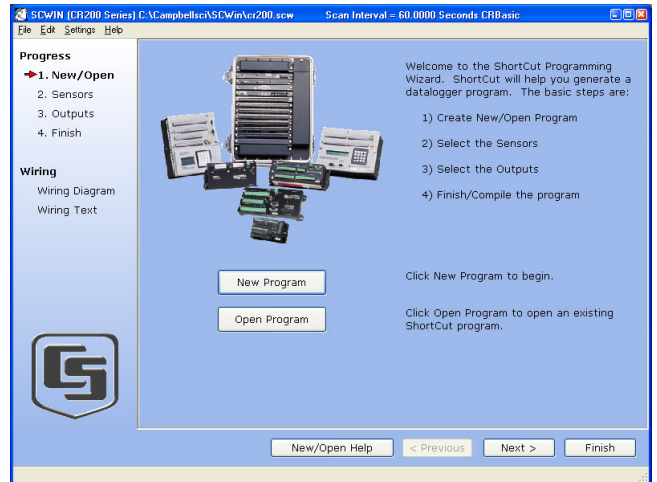 SCWIN (CR200 Series) C:\Campbellsci\SCWin\cr200.scw Scan Interval = 60.0000 Seconds CRBasic
File Edit Settings Help
Progress
1. New/Open
2. Sensors
3. Outputs
4. Finish
Wiring
Wiring Diagram
Wiring Text
Welcome to the ShortCut Programming
Wizard. ShortCut will help you generate a
datalogger program. The basic steps are:
1) Create New/Open Program
2) Select the Sensors
3) Select the Outputs
4) Finish/Compile the program
New Program
Click New Program to begin.
Open Program
Click Open Program to open an existing
ShortCut program.
CS
New/Open Help
< Previous
Next >
Finish